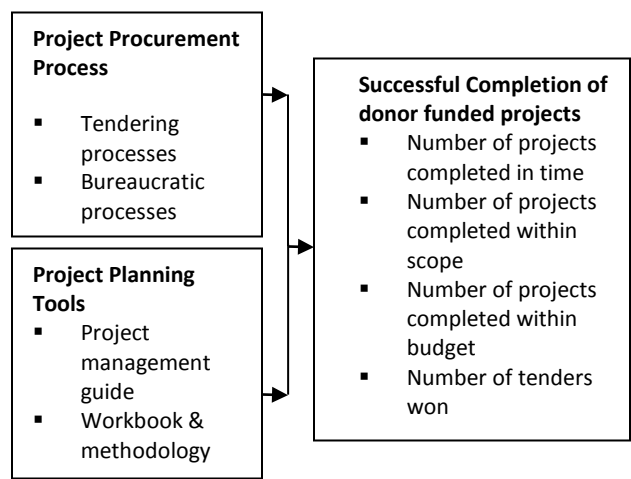 Project Procurement
Process
▪ Tendering
processes
▪ Bureaucratic
processes
Project Planning
Tools
▪ Project
management
guide
▪ Workbook &
methodology
Successful Completion of
donor funded projects
▪ Number of projects
completed in time
▪ Number of projects
completed within
scope
▪ Number of projects
completed within
budget
▪ Number of tenders
won